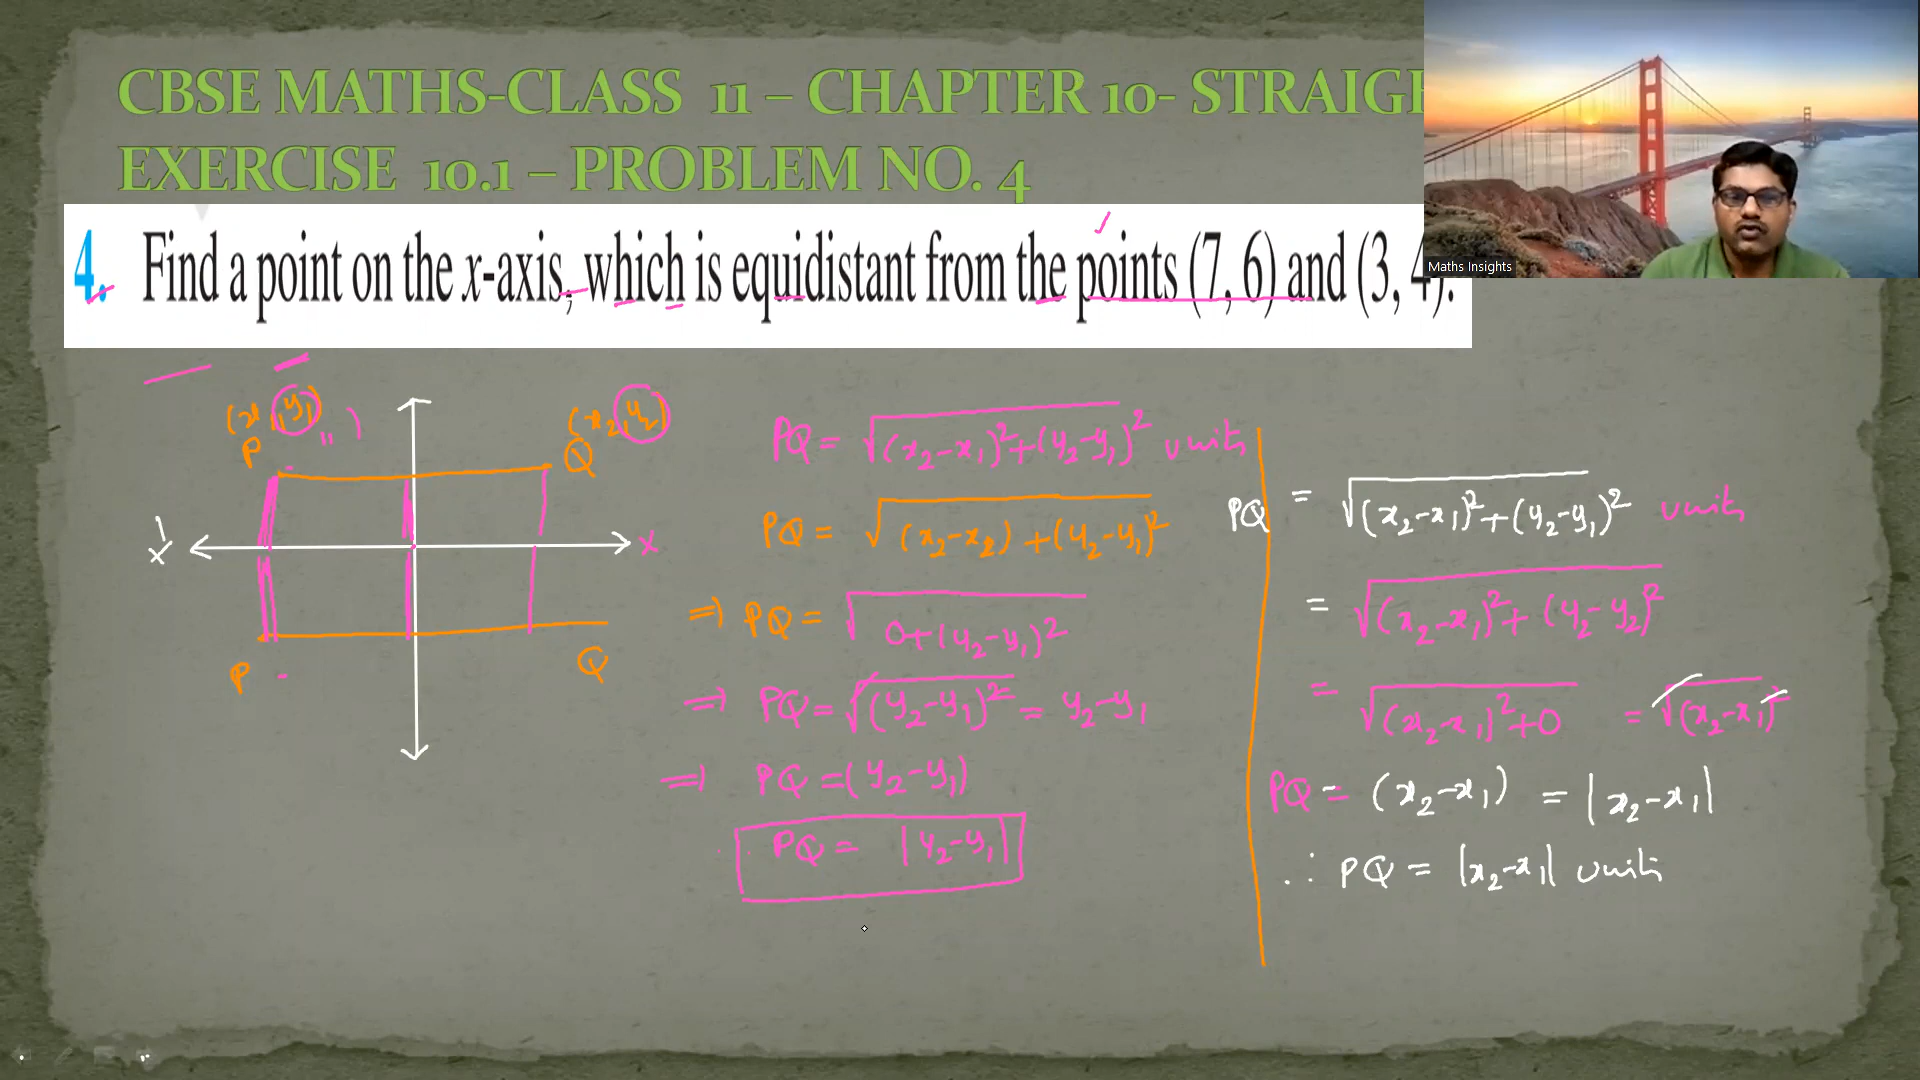 CBSE MATHS-CLASS 11 – CHAPTER 10- STRAIGH
EXERCISE 10.1 – PROBLEM NO. 4
Maths Insights
4. Find a point on the x-axis, which is equidistant from the points (7, 6) and (3, 4).
(x₁, y₁)
P
(x₂, y₂)
Q
X'
X
P
Q
PQ = √(x₂-x₁)²+(y₂-y₁)² units
PQ = √(x₂-x₂)+(y₂-y₁)²
⇒ PQ = √0+(y₂-y₁)²
⇒ PQ = √(y₂-y₁)² = y₂-y₁
⇒ PQ = (y₂-y₁)
PQ = |y₂-y₁|
PQ = √(x₂-x₁)²+(y₂-y₁)² units
= √(x₂-x₁)²+(y₂-y₂)²
= √(x₂-x₁)²+0 = √(x₂-x₁)²
PQ = (x₂-x₁) = |x₂-x₁|
∴ PQ = |x₂-x₁| units